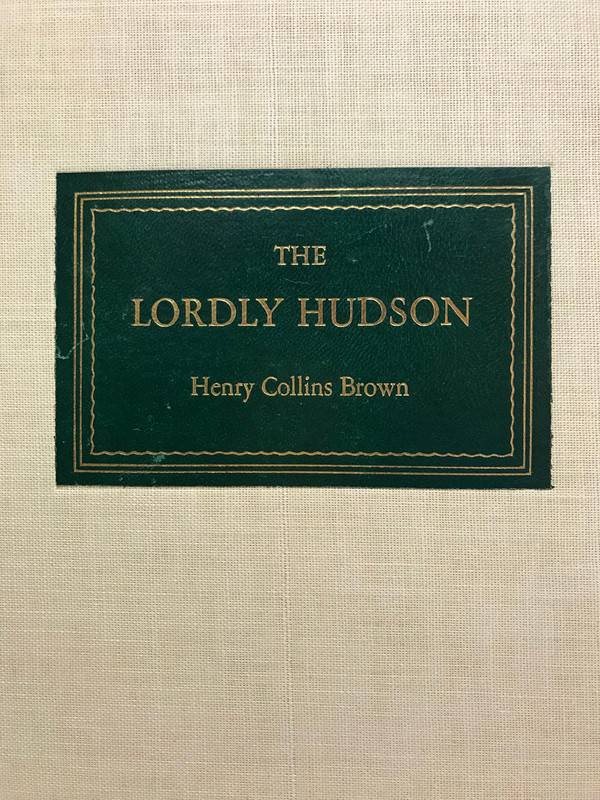 THE
LORDLY HUDSON
Henry Collins Brown